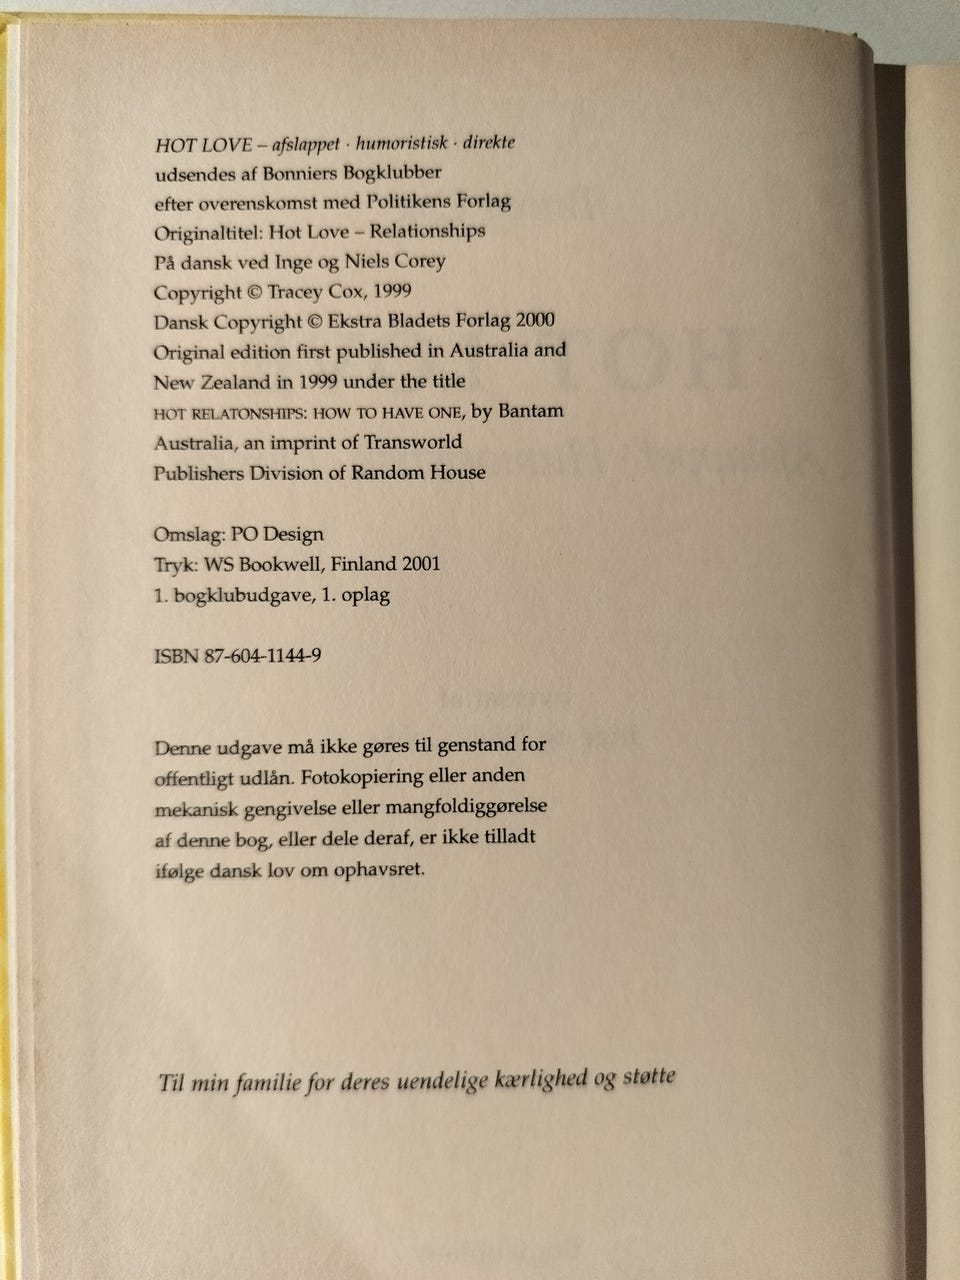 HOT LOVE – afslappet · humoristisk · direkte
udsendes af Bonniers Bogklubber
efter overenskomst med Politikens Forlag
Originaltitel: Hot Love – Relationships
På dansk ved Inge og Niels Corey
Copyright © Tracey Cox, 1999
Dansk Copyright © Ekstra Bladets Forlag 2000
Original edition first published in Australia and
New Zealand in 1999 under the title
HOT RELATONSHIPS: HOW TO HAVE ONE, by Bantam
Australia, an imprint of Transworld
Publishers Division of Random House
Omslag: PO Design
Tryk: WS Bookwell, Finland 2001
1. bogklubudgave, 1. oplag
ISBN 87-604-1144-9
Denne udgave må ikke gøres til genstand for
offentligt udlån. Fotokopiering eller anden
mekanisk gengivelse eller mangfoldiggørelse
af denne bog, eller dele deraf, er ikke tilladt
ifølge dansk lov om ophavsret.
Til min familie for deres uendelige kærlighed og støtte